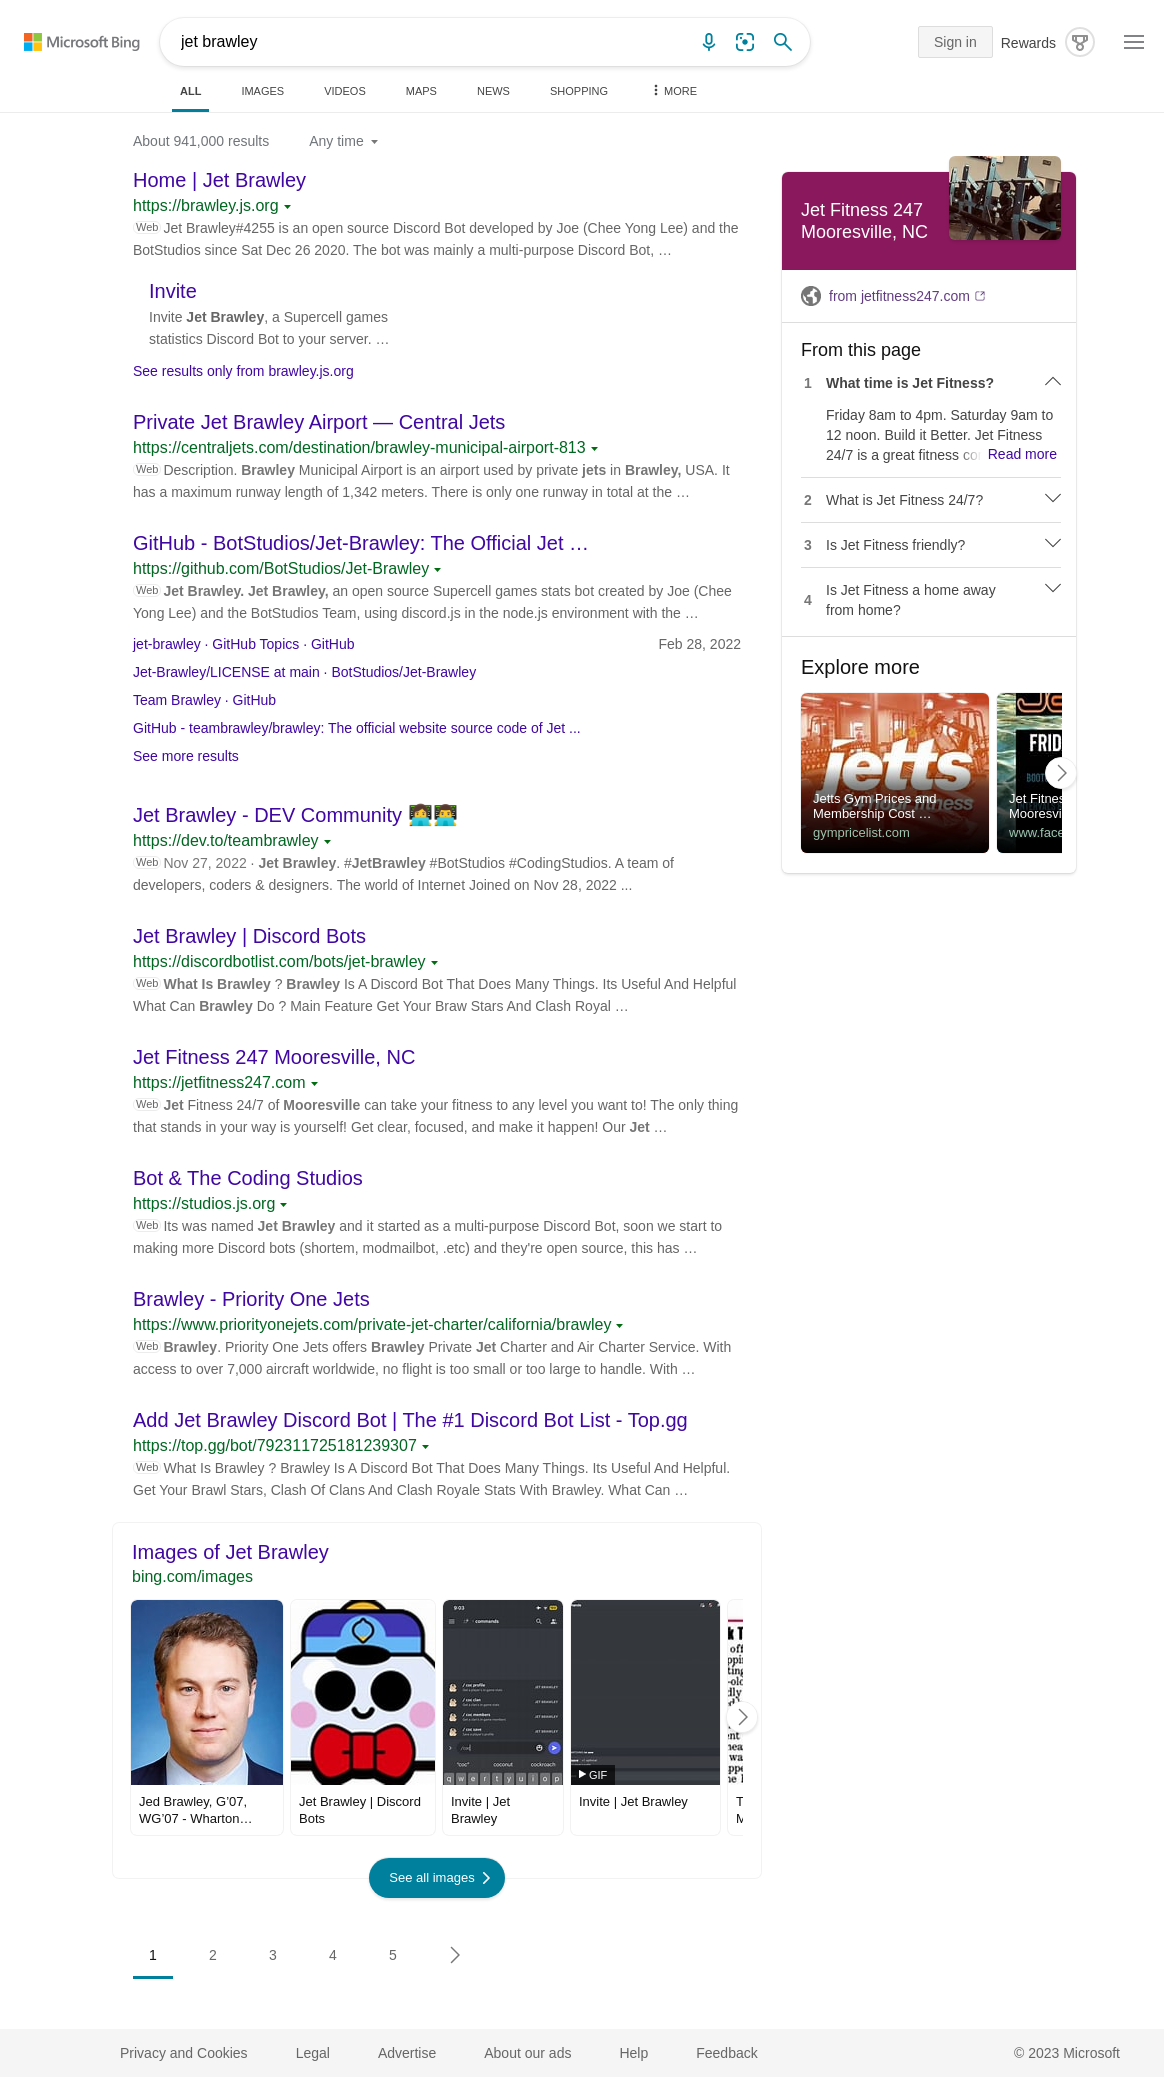 Microsoft Bing
jet brawley
Sign in
Rewards
ALL
IMAGES
VIDEOS
MAPS
NEWS
SHOPPING
MORE
About 941,000 results
Any time
Home | Jet Brawley
https://brawley.js.org
Web Jet Brawley#4255 is an open source Discord Bot developed by Joe (Chee Yong Lee) and the
BotStudios since Sat Dec 26 2020. The bot was mainly a multi-purpose Discord Bot, …
Invite
Invite Jet Brawley, a Supercell games
statistics Discord Bot to your server. …
See results only from brawley.js.org
Private Jet Brawley Airport — Central Jets
https://centraljets.com/destination/brawley-municipal-airport-813
Web Description. Brawley Municipal Airport is an airport used by private jets in Brawley, USA. It
has a maximum runway length of 1,342 meters. There is only one runway in total at the …
GitHub - BotStudios/Jet-Brawley: The Official Jet …
https://github.com/BotStudios/Jet-Brawley
Web Jet Brawley. Jet Brawley, an open source Supercell games stats bot created by Joe (Chee
Yong Lee) and the BotStudios Team, using discord.js in the node.js environment with the …
jet-brawley · GitHub Topics · GitHub
Feb 28, 2022
Jet-Brawley/LICENSE at main · BotStudios/Jet-Brawley
Team Brawley · GitHub
GitHub - teambrawley/brawley: The official website source code of Jet ...
See more results
Jet Brawley - DEV Community 👩‍💻👨‍💻
https://dev.to/teambrawley
Web Nov 27, 2022 · Jet Brawley. #JetBrawley #BotStudios #CodingStudios. A team of
developers, coders & designers. The world of Internet Joined on Nov 28, 2022 ...
Jet Brawley | Discord Bots
https://discordbotlist.com/bots/jet-brawley
Web What Is Brawley ? Brawley Is A Discord Bot That Does Many Things. Its Useful And Helpful
What Can Brawley Do ? Main Feature Get Your Braw Stars And Clash Royal …
Jet Fitness 247 Mooresville, NC
https://jetfitness247.com
Web Jet Fitness 24/7 of Mooresville can take your fitness to any level you want to! The only thing
that stands in your way is yourself! Get clear, focused, and make it happen! Our Jet …
Bot & The Coding Studios
https://studios.js.org
Web Its was named Jet Brawley and it started as a multi-purpose Discord Bot, soon we start to
making more Discord bots (shortem, modmailbot, .etc) and they're open source, this has …
Brawley - Priority One Jets
https://www.priorityonejets.com/private-jet-charter/california/brawley
Web Brawley. Priority One Jets offers Brawley Private Jet Charter and Air Charter Service. With
access to over 7,000 aircraft worldwide, no flight is too small or too large to handle. With …
Add Jet Brawley Discord Bot | The #1 Discord Bot List - Top.gg
https://top.gg/bot/792311725181239307
Web What Is Brawley ? Brawley Is A Discord Bot That Does Many Things. Its Useful And Helpful.
Get Your Brawl Stars, Clash Of Clans And Clash Royale Stats With Brawley. What Can …
Images of Jet Brawley
bing.com/images
9:03
commands
/ coc profile
/ coc clan
/ coc members
/ coc save
JET BRAWLEY
JET BRAWLEY
JET BRAWLEY
JET BRAWLEY
/coc
"coc"
coconut
cockroach
q w e r t y u i o p
GIF
Jed Brawley, G’07,
WG’07 - Wharton…
Jet Brawley | Discord
Bots
Invite | Jet
Brawley
Invite | Jet Brawley
See all images
1
2
3
4
5
Jet Fitness 247
Mooresville, NC
from jetfitness247.com
From this page
1 What time is Jet Fitness?
Friday 8am to 4pm. Saturday 9am to
12 noon. Build it Better. Jet Fitness
24/7 is a great fitness co
Read more
2 What is Jet Fitness 24/7?
3 Is Jet Fitness friendly?
4 Is Jet Fitness a home away
from home?
Explore more
jetts
fitness
Jetts Gym Prices and
Membership Cost …
gympricelist.com
FRID
BOOT
Jet Fitnes
Mooresvi
www.face
Privacy and Cookies
Legal
Advertise
About our ads
Help
Feedback
© 2023 Microsoft